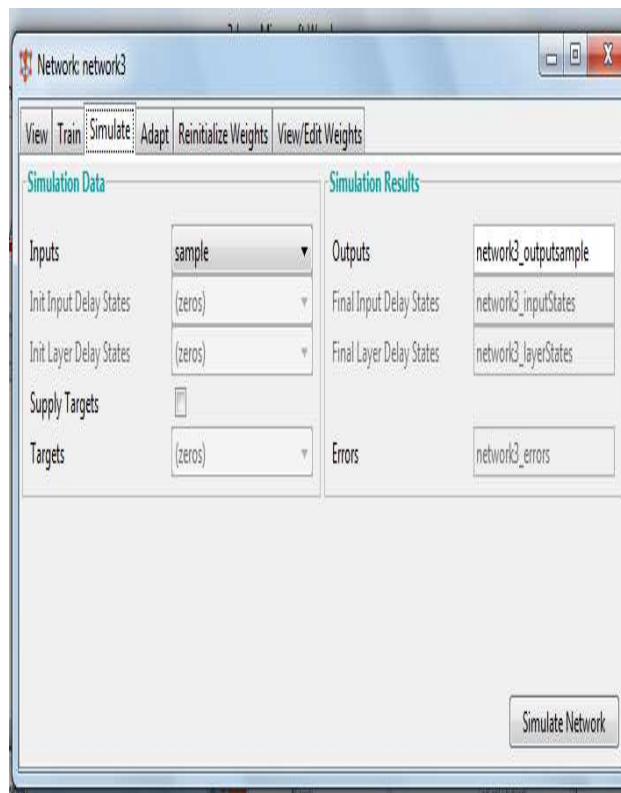 Network: network3
View Train Simulate Adapt Reinitialize Weights View/Edit Weights
Simulation Data
Simulation Results
Inputs sample Outputs network3_outputsample
Init Input Delay States (zeros) Final Input Delay States network3_inputStates
Init Layer Delay States (zeros) Final Layer Delay States network3_layerStates
Supply Targets
Targets (zeros) Errors network3_errors
Simulate Network